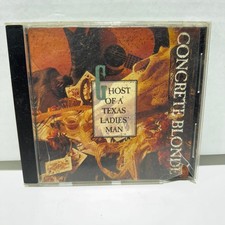 GHOST
OF A
TEXAS
LADIES'
MAN
CONCRETE BLONDE